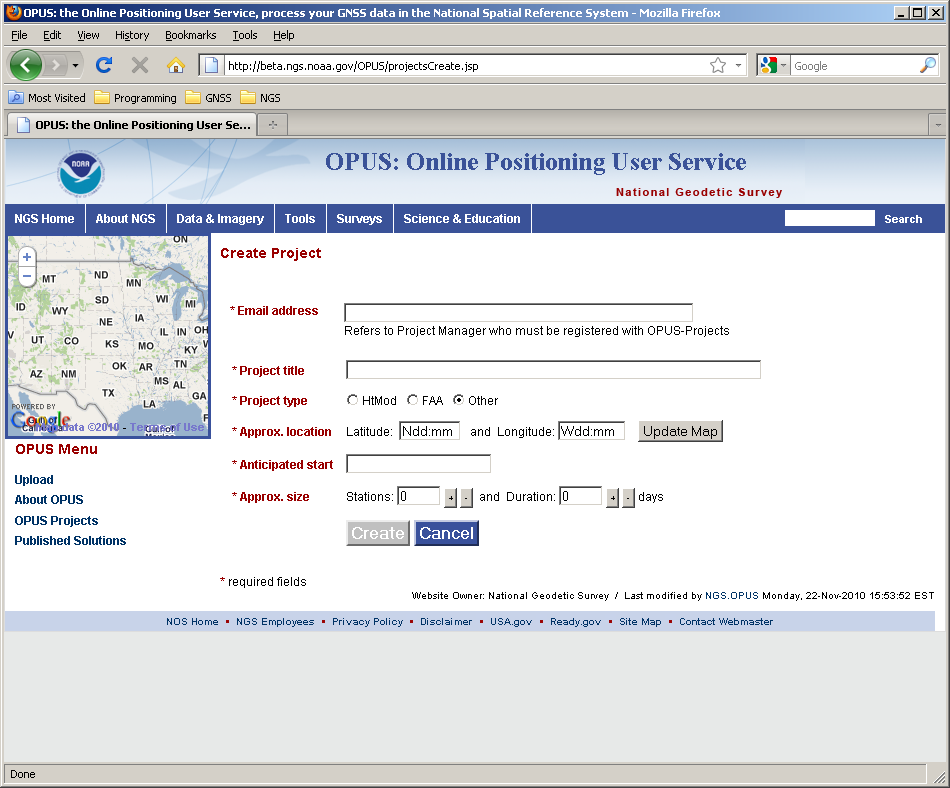 OPUS: the Online Positioning User Service, process your GNSS data in the National Spatial Reference System - Mozilla Firefox
File Edit View History Bookmarks Tools Help
http://beta.ngs.noaa.gov/OPUS/projectsCreate.jsp
Google
Most Visited Programming GNSS NGS
OPUS: the Online Positioning User Se...
NOAA
OPUS: Online Positioning User Service
National Geodetic Survey
NGS Home About NGS Data & Imagery Tools Surveys Science & Education Search
ON
+
-
MT ND MN
ID WY SD WI MI
NE IA
V UT CO IL IN OH
KS MO KY
AZ NM OK AR TN
MS AL
TX GA
LA
POWERED BY
Google
Gulf of California
Gulf of Mexico
Map data ©2010 - Terms of Use
OPUS Menu
Upload
About OPUS
OPUS Projects
Published Solutions
Create Project
* Email address
Refers to Project Manager who must be registered with OPUS-Projects
* Project title
* Project type HtMod FAA Other
* Approx. location Latitude: Ndd:mm and Longitude: Wdd:mm Update Map
* Anticipated start
* Approx. size Stations: 0 + - and Duration: 0 + - days
Create Cancel
* required fields
Website Owner: National Geodetic Survey / Last modified by NGS.OPUS Monday, 22-Nov-2010 15:53:52 EST
NOS Home • NGS Employees • Privacy Policy • Disclaimer • USA.gov • Ready.gov • Site Map • Contact Webmaster
Done